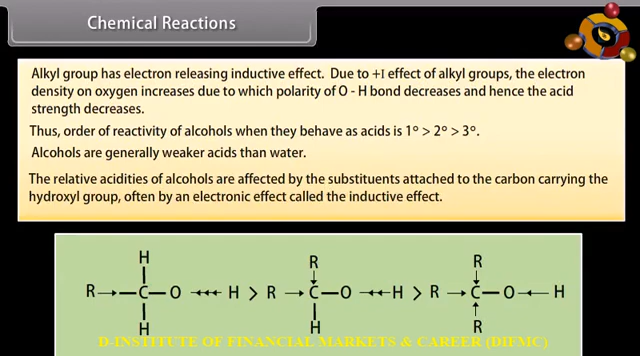 Chemical Reactions
Alkyl group has electron releasing inductive effect. Due to +I effect of alkyl groups, the electron
density on oxygen increases due to which polarity of O - H bond decreases and hence the acid
strength decreases.
Thus, order of reactivity of alcohols when they behave as acids is 1° > 2° > 3°.
Alcohols are generally weaker acids than water.
The relative acidities of alcohols are affected by the substituents attached to the carbon carrying the
hydroxyl group, often by an electronic effect called the inductive effect.
H R R
R C O H > R C O H > R C O H
H H R
D-INSTITUTE OF FINANCIAL MARKETS & CAREER (DIFMC)